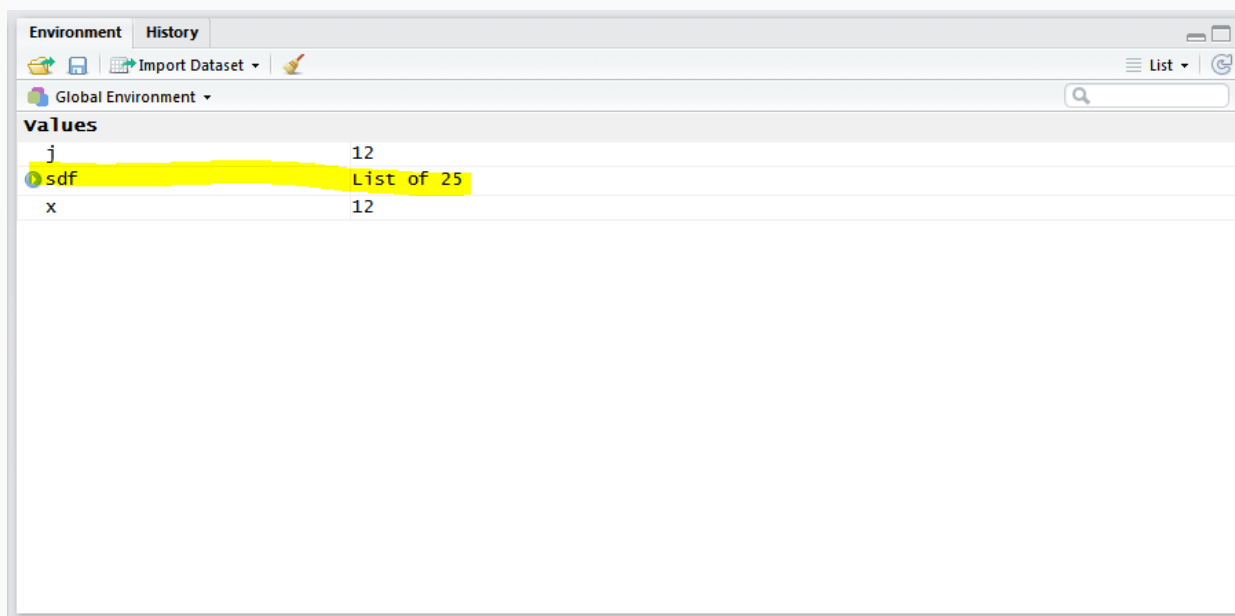 Environment History
Import Dataset List
Global Environment
Values
j 12
sdf List of 25
x 12